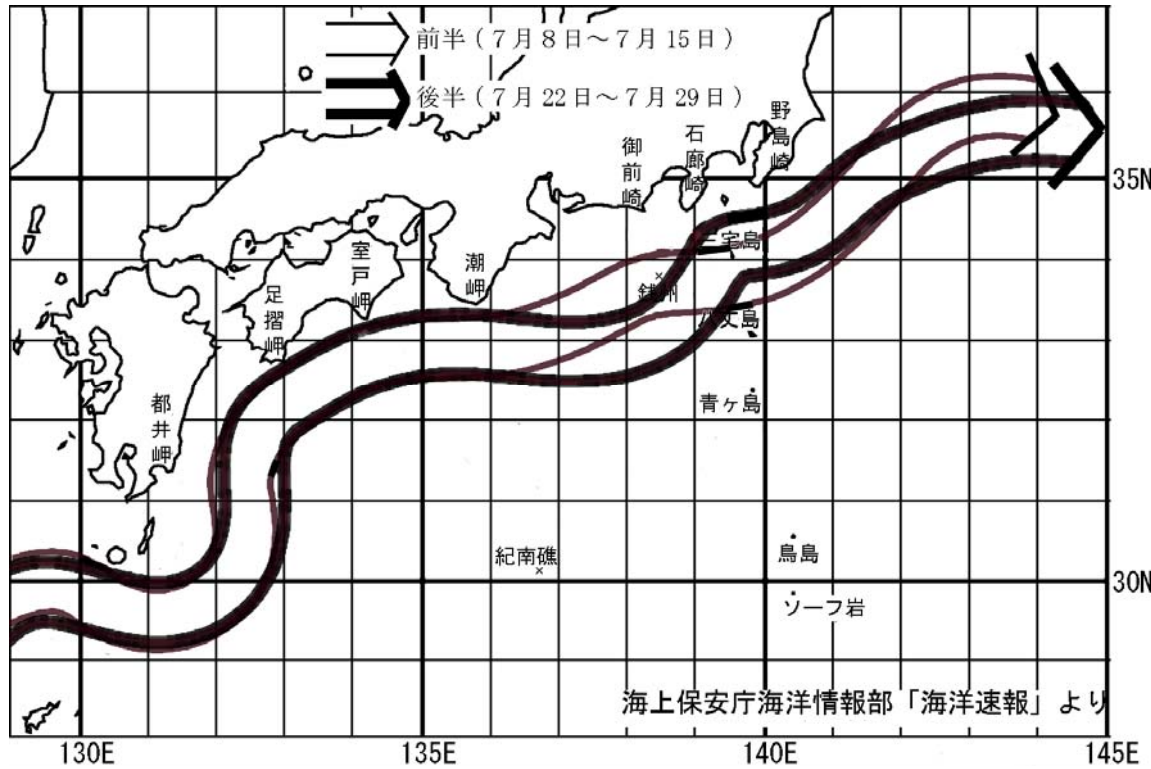 前半(7月8日～7月15日)
後半(7月22日～7月29日)
野島崎
石廊崎
御前崎
35N
三宅島
室戸岬
潮岬
銭州
足摺岬
八丈島
青ヶ島
都井岬
紀南礁
鳥島
30N
ソーフ岩
海上保安庁海洋情報部「海洋速報」より
130E
135E
140E
145E